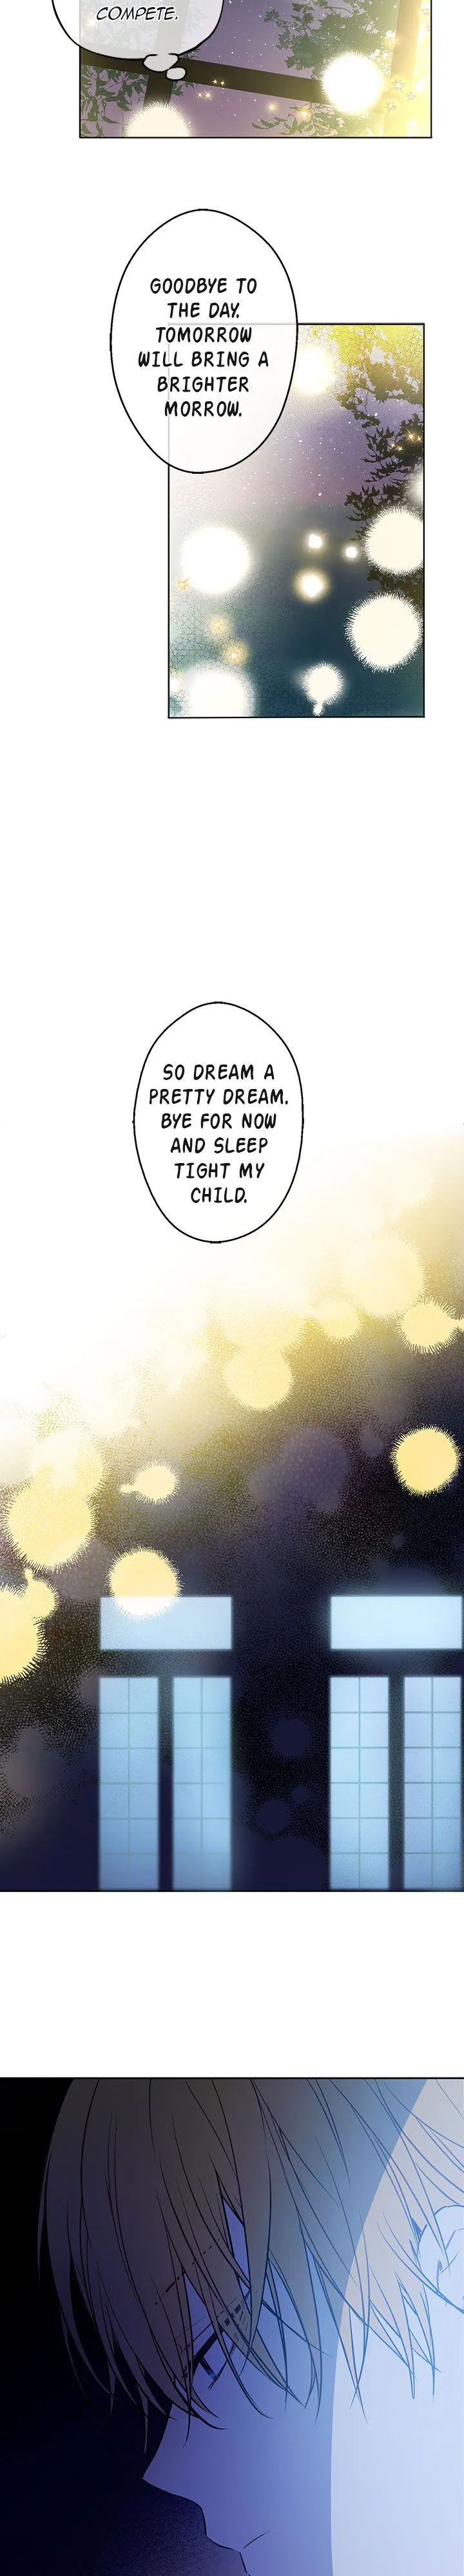 COMPETE.
GOODBYE TO
THE DAY.
TOMORROW
WILL BRING A
BRIGHTER
MORROW.
SO DREAM A
PRETTY DREAM.
BYE FOR NOW
AND SLEEP
TIGHT MY
CHILD.